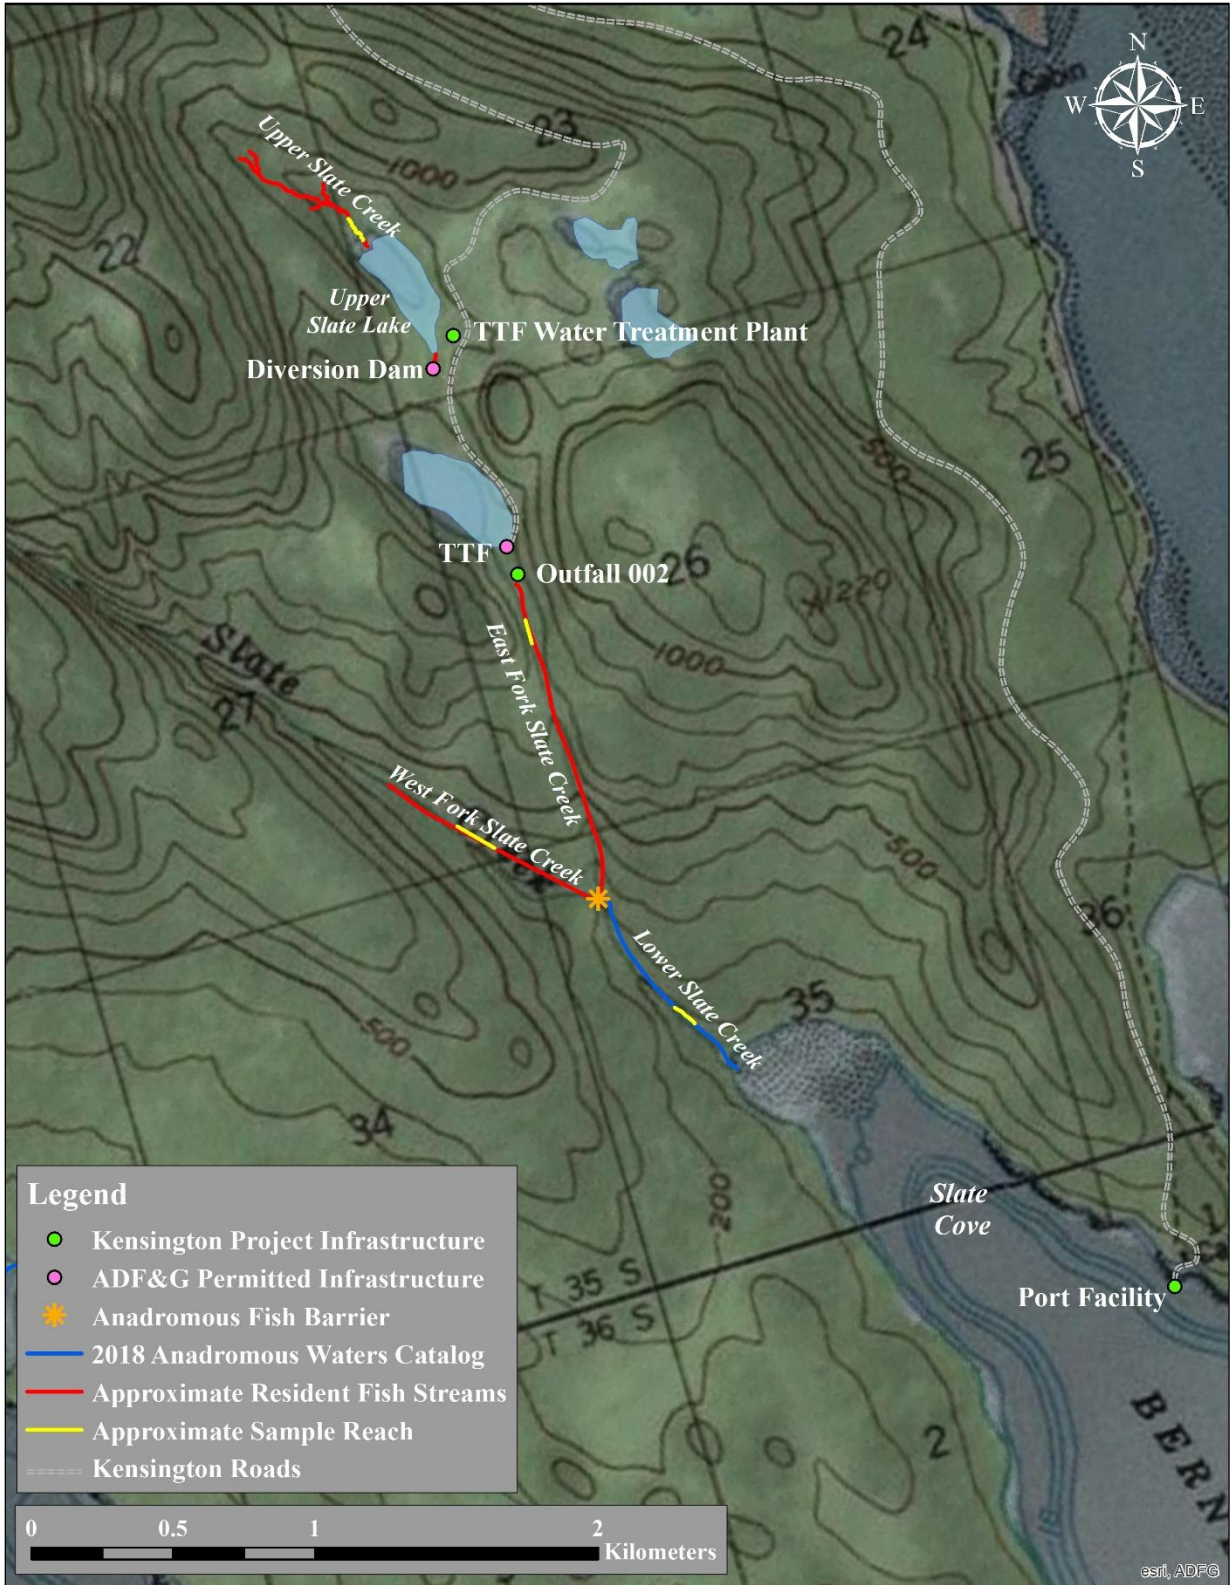 24
Cabin
N
W
E
S
23
1000
Upper Slate Creek
22
Upper
Slate Lake
TTF Water Treatment Plant
Diversion Dam
500
25
TTF
Outfall 002
26
1220
1000
East Fork Slate Creek
Slate
27
West Fork Slate Creek
500
36
Lower Slate Creek
35
500
34
200
Slate
Cove
Port Facility
T 35 S
T 36 S
2
BERN
Legend
Kensington Project Infrastructure
ADF&G Permitted Infrastructure
Anadromous Fish Barrier
2018 Anadromous Waters Catalog
Approximate Resident Fish Streams
Approximate Sample Reach
Kensington Roads
0 0.5 1 2
Kilometers
esri, ADFG